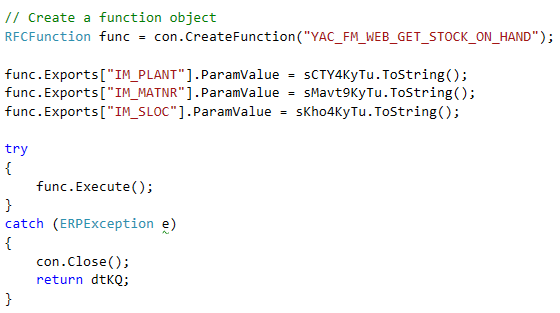 // Create a function object
RFCFunction func = con.CreateFunction("YAC_FM_WEB_GET_STOCK_ON_HAND");
func.Exports["IM_PLANT"].ParamValue = sCTY4KyTu.ToString();
func.Exports["IM_MATNR"].ParamValue = sMavt9KyTu.ToString();
func.Exports["IM_SLOC"].ParamValue = sKho4KyTu.ToString();
try
{
func.Execute();
}
catch (ERPException e)
{
con.Close();
return dtKQ;
}